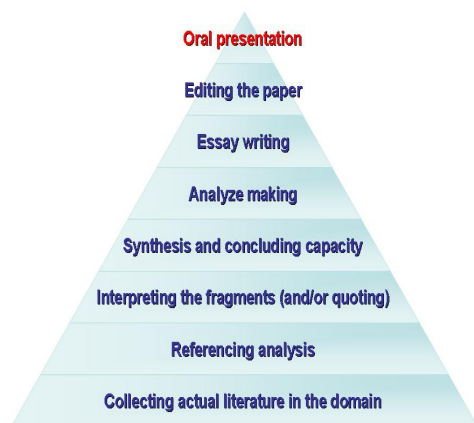 Oral presentation
Editing the paper
Essay writing
Analyze making
Synthesis and concluding capacity
Interpreting the fragments (and/or quoting)
Referencing analysis
Collecting actual literature in the domain